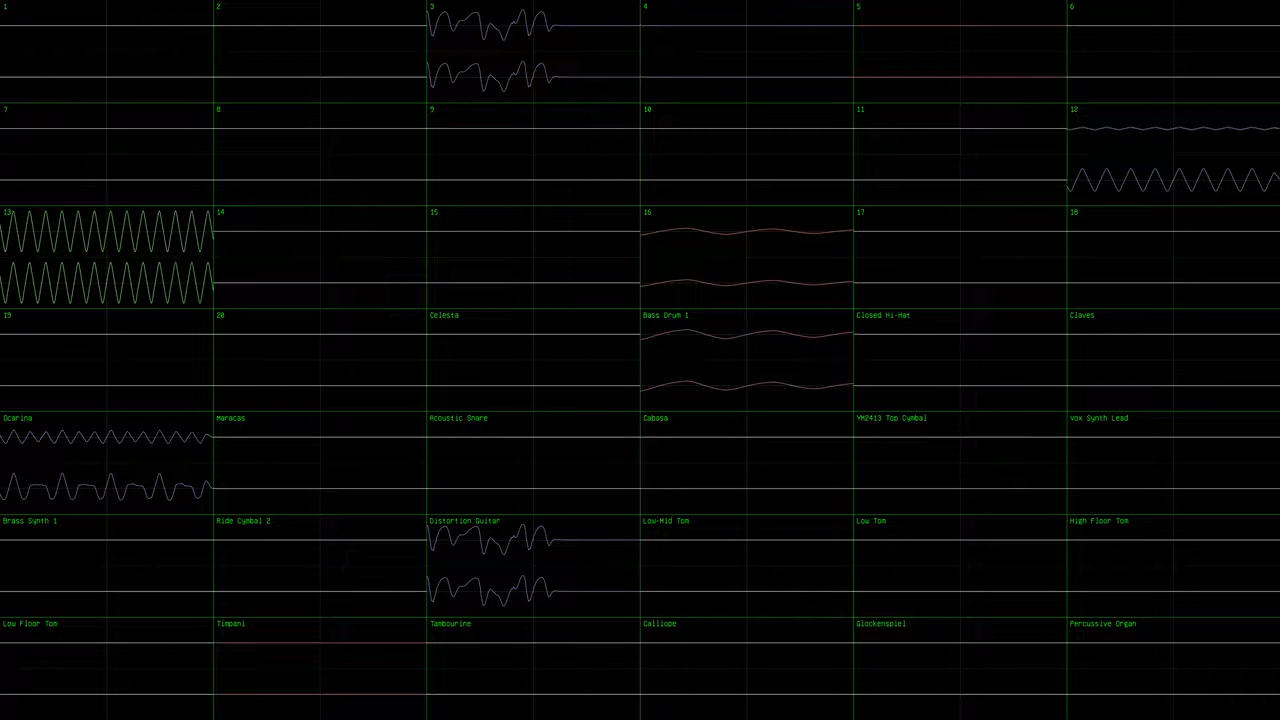 1 2 3 4 5 6
7 8 9 10 11 12
13 14 15 16 17 18
19 20 Celesta Bass Drum 1 Closed Hi-Hat Claves
Ocarina Maracas Acoustic Snare Cabasa YM2413 Top Cymbal Vox Synth Lead
Brass Synth 1 Ride Cymbal 2 Distortion Guitar Low-Mid Tom Low Tom High Floor Tom
Low Floor Tom Timpani Tambourine Calliope Glockenspiel Percussive Organ